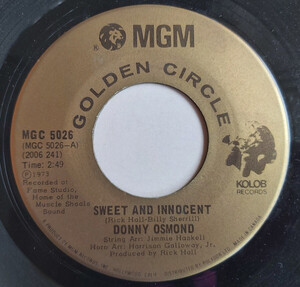 MGM
GOLDEN CIRCLE
MGC 5026
(MGC 5026-A)
(2006 241)
Time: 2:49
Recorded at
Fame Studio,
Home of the
Muscle Shoals
Sound
KOLOB
RECORDS
SWEET AND INNOCENT
(Rick Hall-Billy Sherrill)
DONNY OSMOND
String Arr: Jimmie Haskell
Horn Arr: Harrison Calloway, Jr.
Produced by Rick Hall